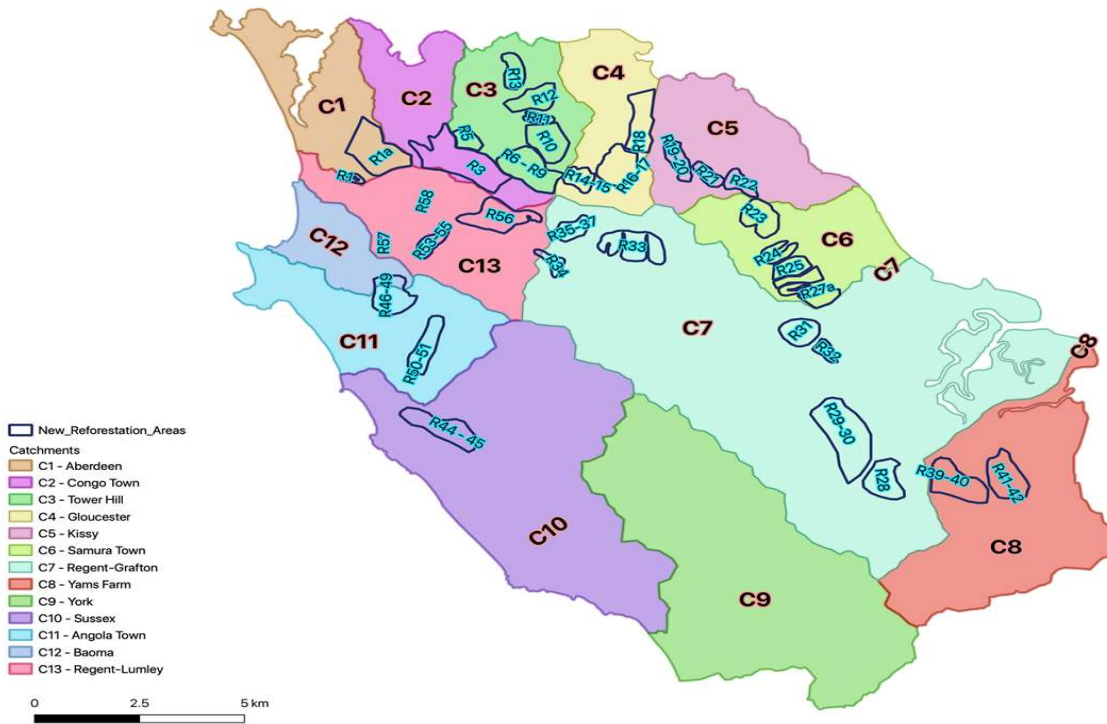 C1
C2
C3
C4
C5
R13
R12
R11
R10
R5
R6 - R9
R3
R1a
R1
R18
R14-15
R16-17
R19-20
R21
R22
R23
C6
R24
R25
R27a
C7
R58
R56
R57
R53-55
C13
C12
R35-37
R33
R34
R46-49
C11
R50-51
C7
R31
R32
C8
R44 - 45
R29-30
R28
R39-40
R41-42
C10
C9
C8
New_Reforestation_Areas
Catchments
C1 - Aberdeen
C2 - Congo Town
C3 - Tower Hill
C4 - Gloucester
C5 - Kissy
C6 - Samura Town
C7 - Regent-Grafton
C8 - Yams Farm
C9 - York
C10 - Sussex
C11 - Angola Town
C12 - Baoma
C13 - Regent-Lumley
0 2.5 5 km